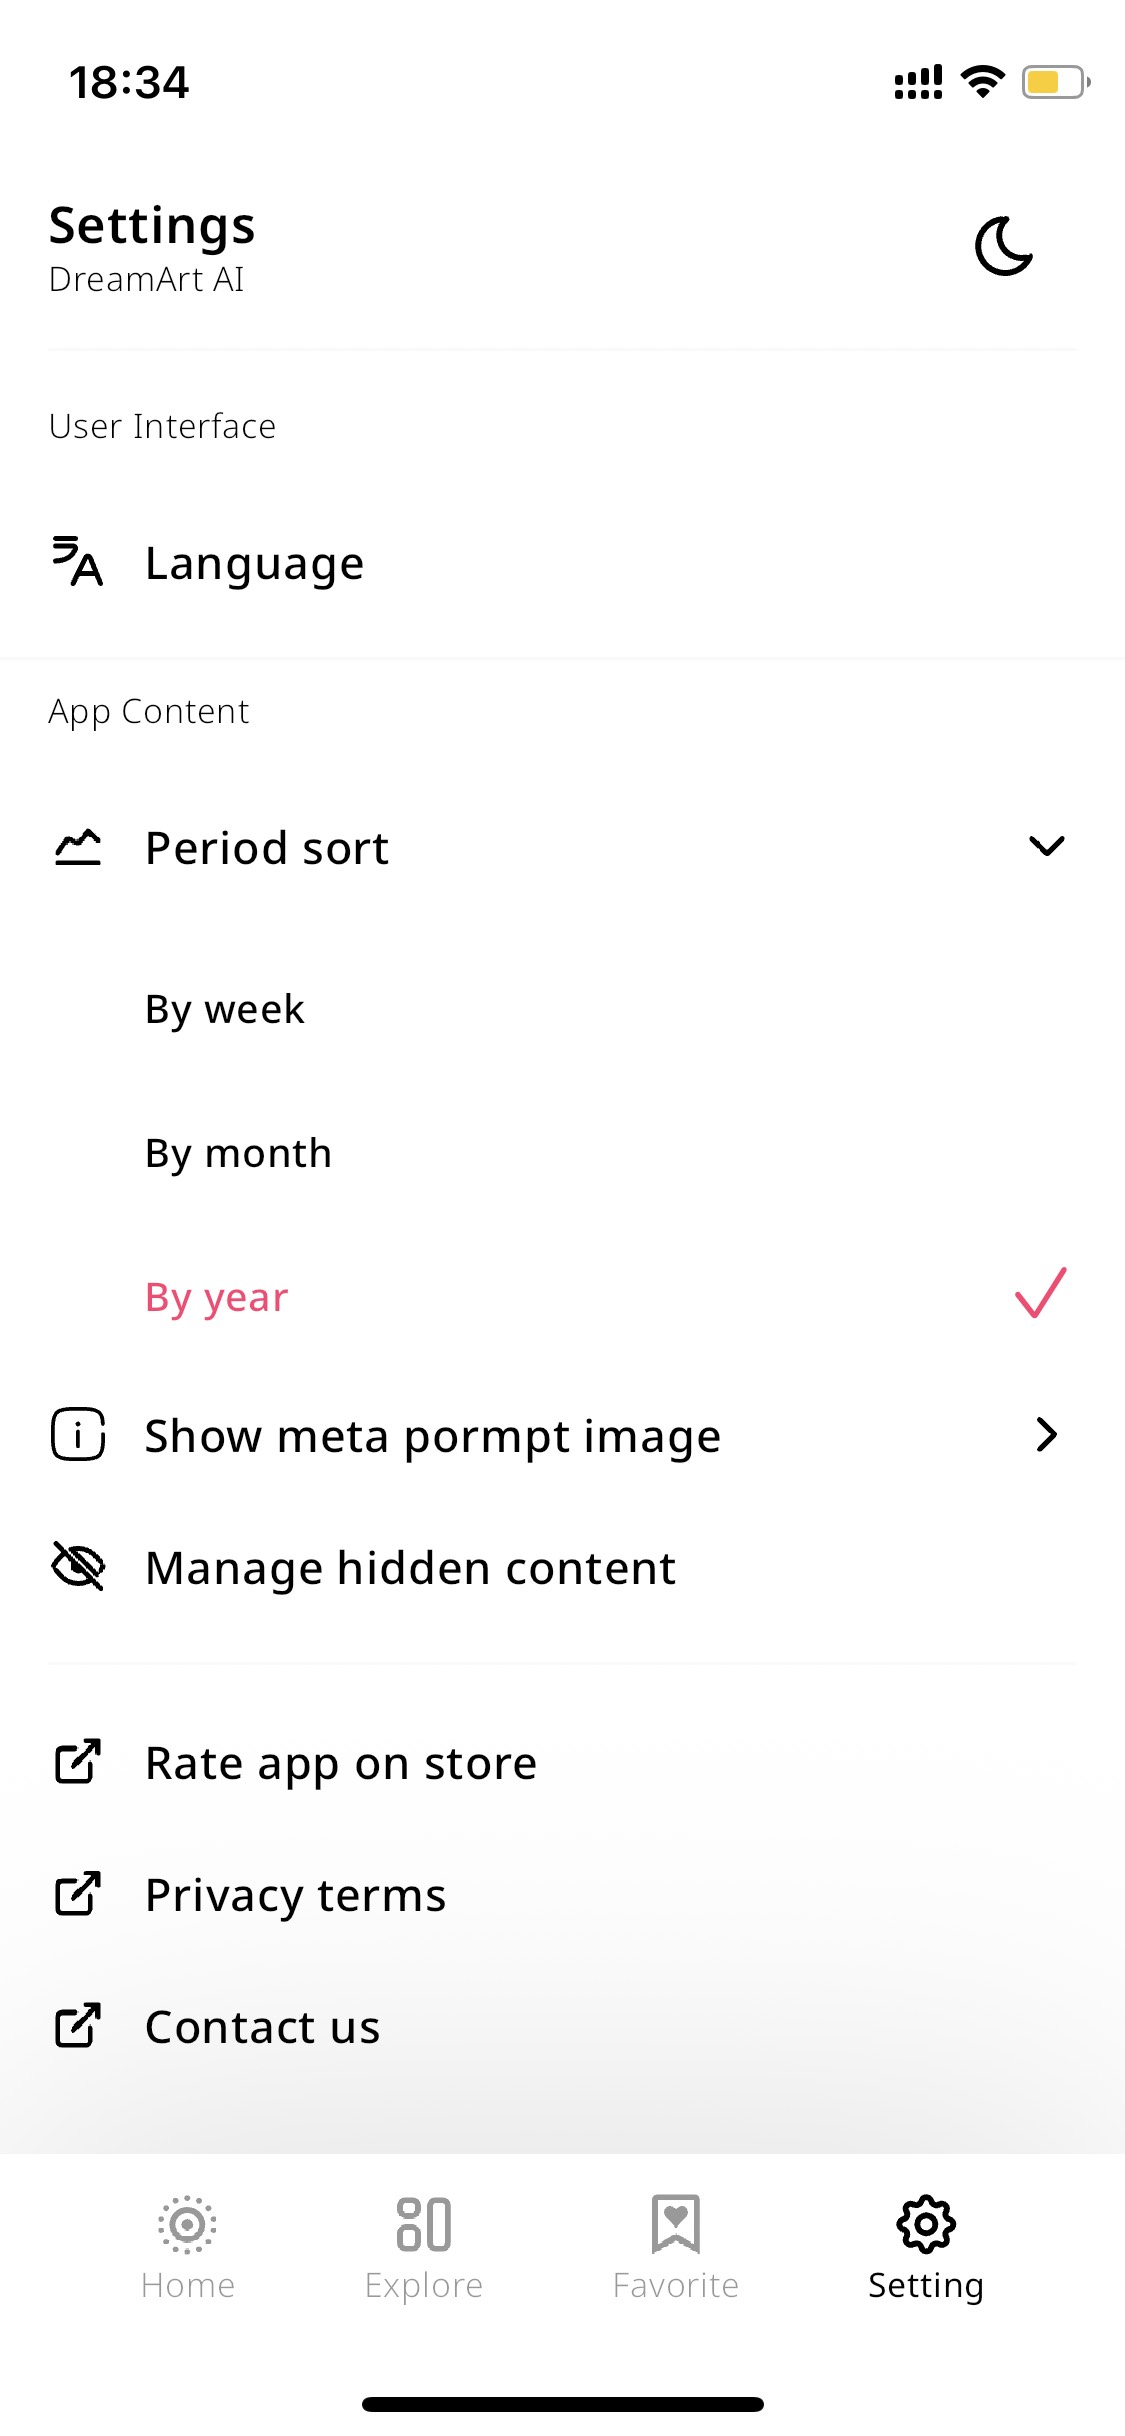 18:34
Settings
DreamArt AI
User Interface
Language
App Content
Period sort
By week
By month
By year
Show meta pormpt image
Manage hidden content
Rate app on store
Privacy terms
Contact us
Home
Explore
Favorite
Setting